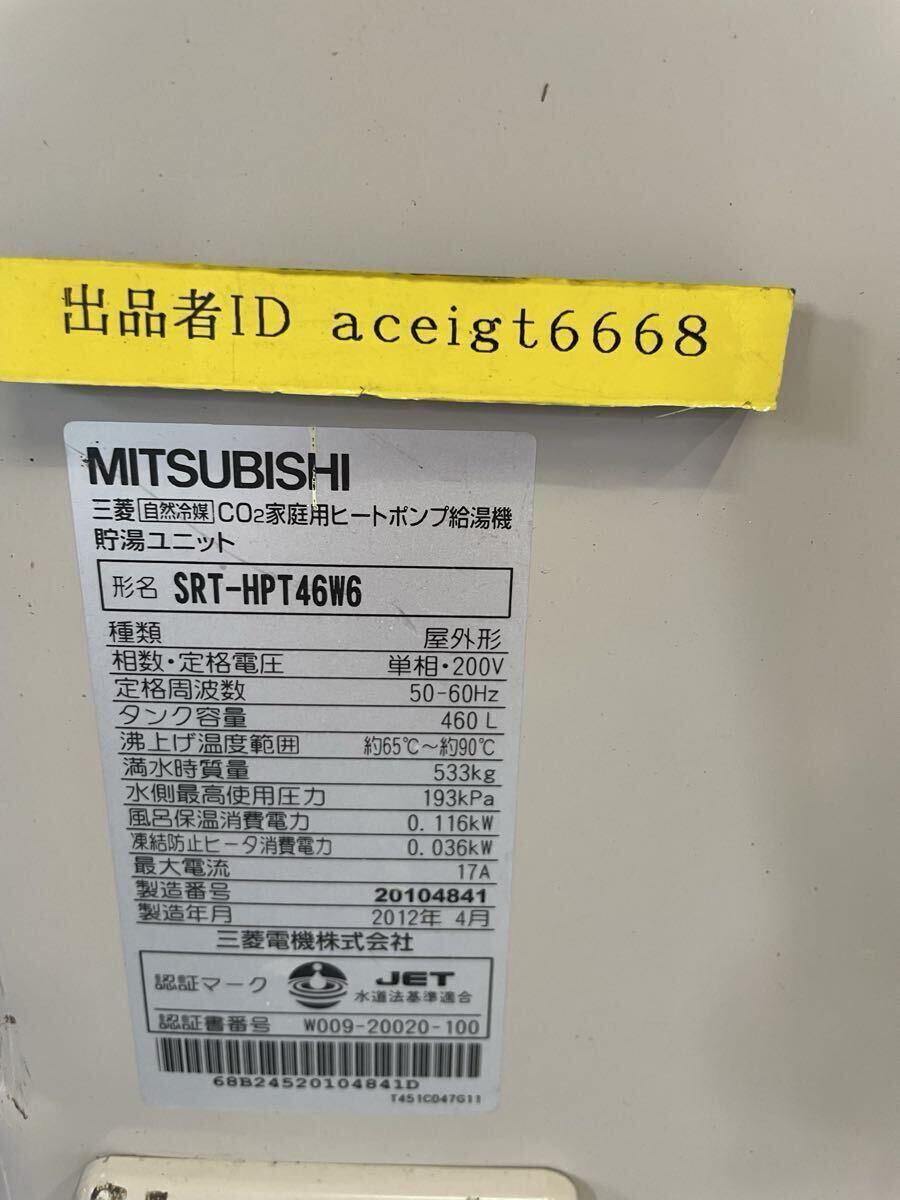 出品者ID aceigt6668
MITSUBISHI
三菱 自然冷媒 CO2家庭用ヒートポンプ給湯機
貯湯ユニット
形名 SRT-HPT46W6
種類 屋外形
相数・定格電圧 単相・200V
定格周波数 50-60Hz
タンク容量 460 L
沸上げ温度範囲 約65℃～約90℃
満水時質量 533kg
水側最高使用圧力 193kPa
風呂保温消費電力 0.116kW
凍結防止ヒータ消費電力 0.036kW
最大電流 17A
製造番号 20104841
製造年月 2012年 4月
三菱電機株式会社
認証マーク JET
水道法基準適合
認証書番号 W009-20020-100
68B24520104841D
T451CD47G11